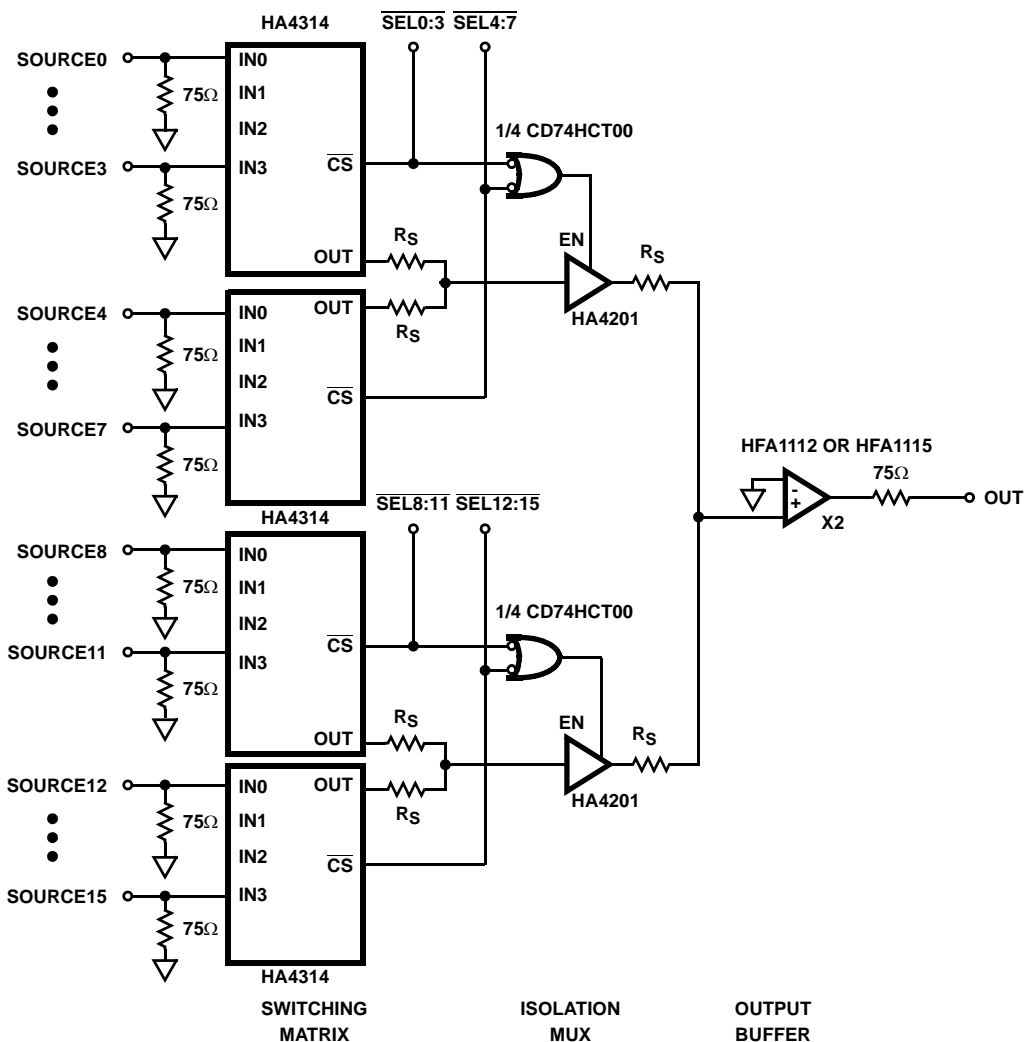 HA4314
SEL0:3 SEL4:7
SOURCE0
IN0
75Ω
IN1
1/4 CD74HCT00
IN2
SOURCE3
IN3
CS
75Ω
EN
RS
RS
OUT
HA4201
SOURCE4
IN0
OUT
RS
IN1
75Ω
IN2
CS
SOURCE7
IN3
75Ω
HFA1112 OR HFA1115
75Ω
-
+
OUT
X2
HA4314
SEL8:11 SEL12:15
SOURCE8
IN0
75Ω
IN1
1/4 CD74HCT00
IN2
CS
SOURCE11
IN3
75Ω
RS
EN
RS
OUT
SOURCE12
IN0
OUT
HA4201
RS
75Ω
IN1
IN2
CS
SOURCE15
IN3
75Ω
HA4314
SWITCHING
MATRIX
ISOLATION
MUX
OUTPUT
BUFFER